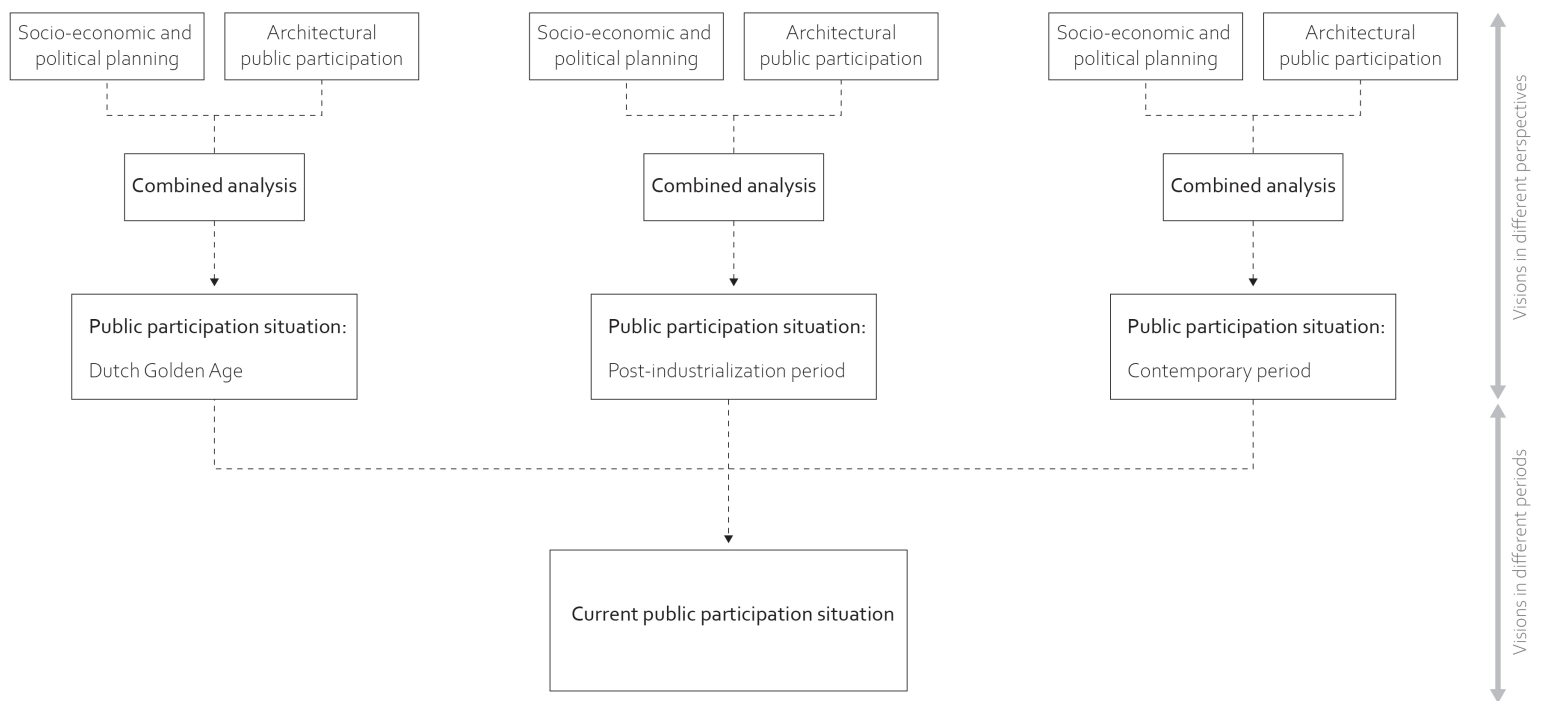 Socio-economic and
political planning
Architectural
public participation
Socio-economic and
political planning
Architectural
public participation
Socio-economic and
political planning
Architectural
public participation
Combined analysis
Combined analysis
Combined analysis
Public participation situation:
Dutch Golden Age
Public participation situation:
Post-industrialization period
Public participation situation:
Contemporary period
Current public participation situation
Visions in different perspectives
Visions in different periods